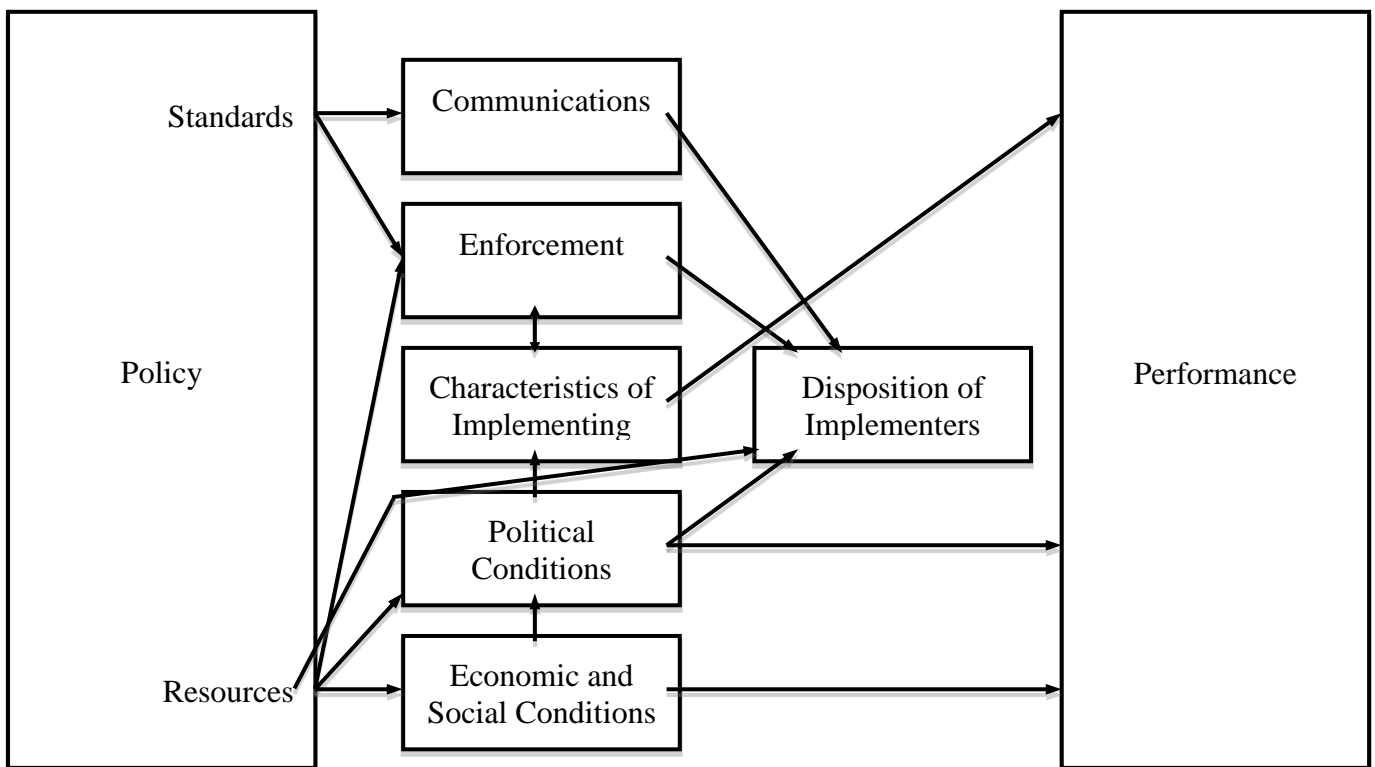 Communications
Standards
Enforcement
Policy
Characteristics of
Implementing
Disposition of
Implementers
Performance
Political
Conditions
Resources
Economic and
Social Conditions